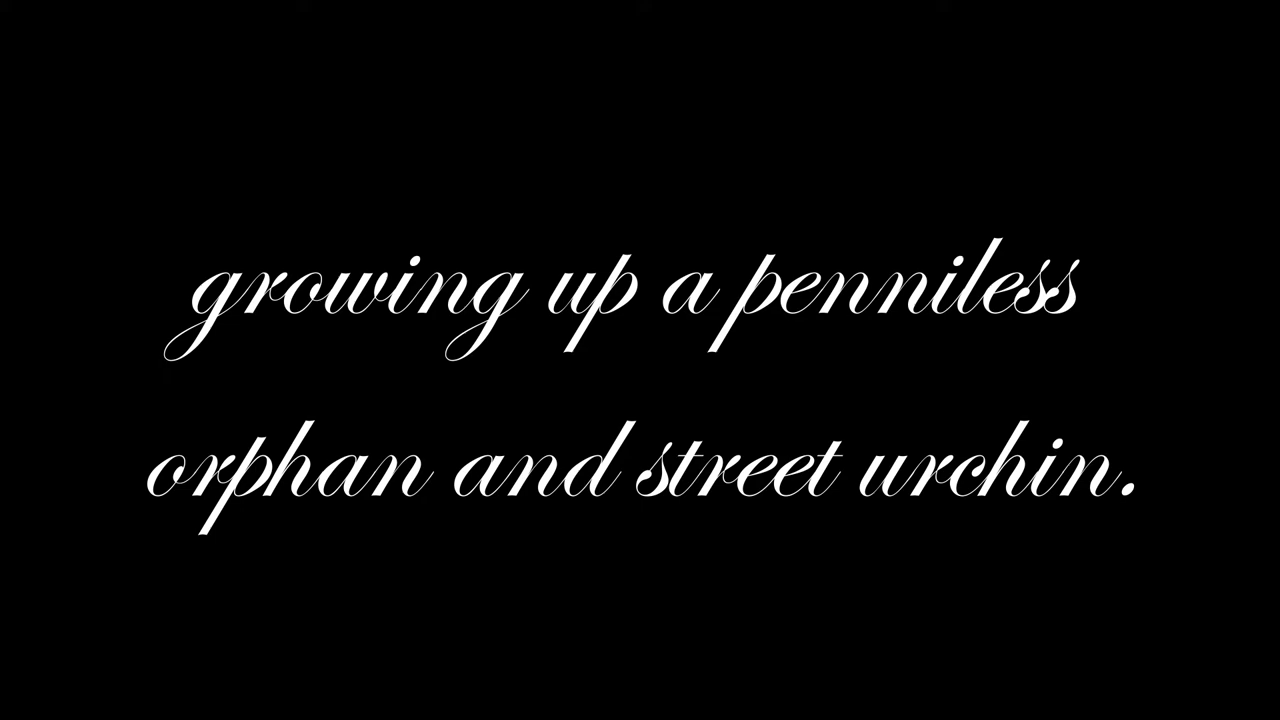 growing up a penniless
orphan and street urchin.